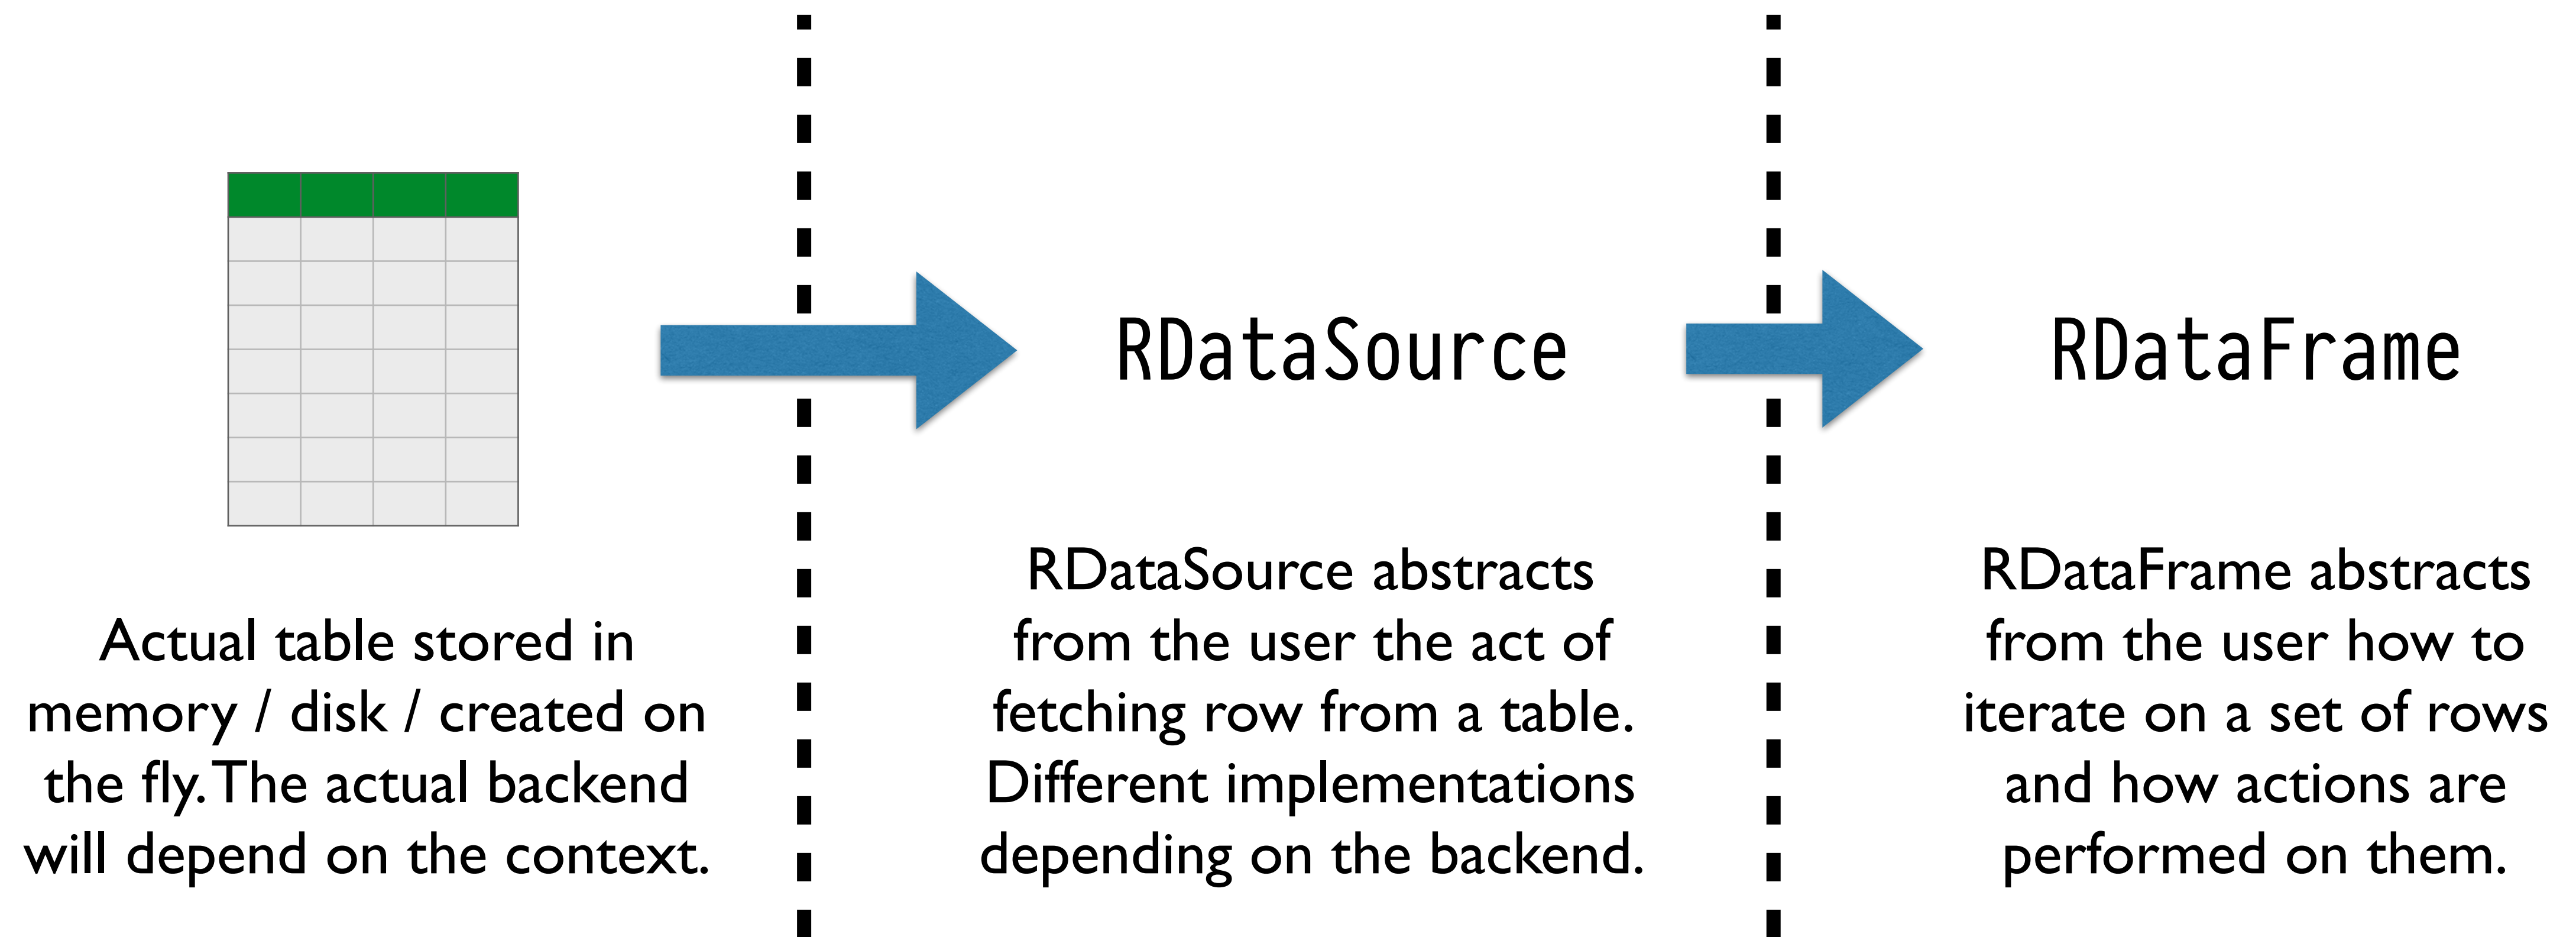 RDataSource
RDataFrame
Actual table stored in
memory / disk / created on
the fly. The actual backend
will depend on the context.
RDataSource abstracts
from the user the act of
fetching row from a table.
Different implementations
depending on the backend.
RDataFrame abstracts
from the user how to
iterate on a set of rows
and how actions are
performed on them.